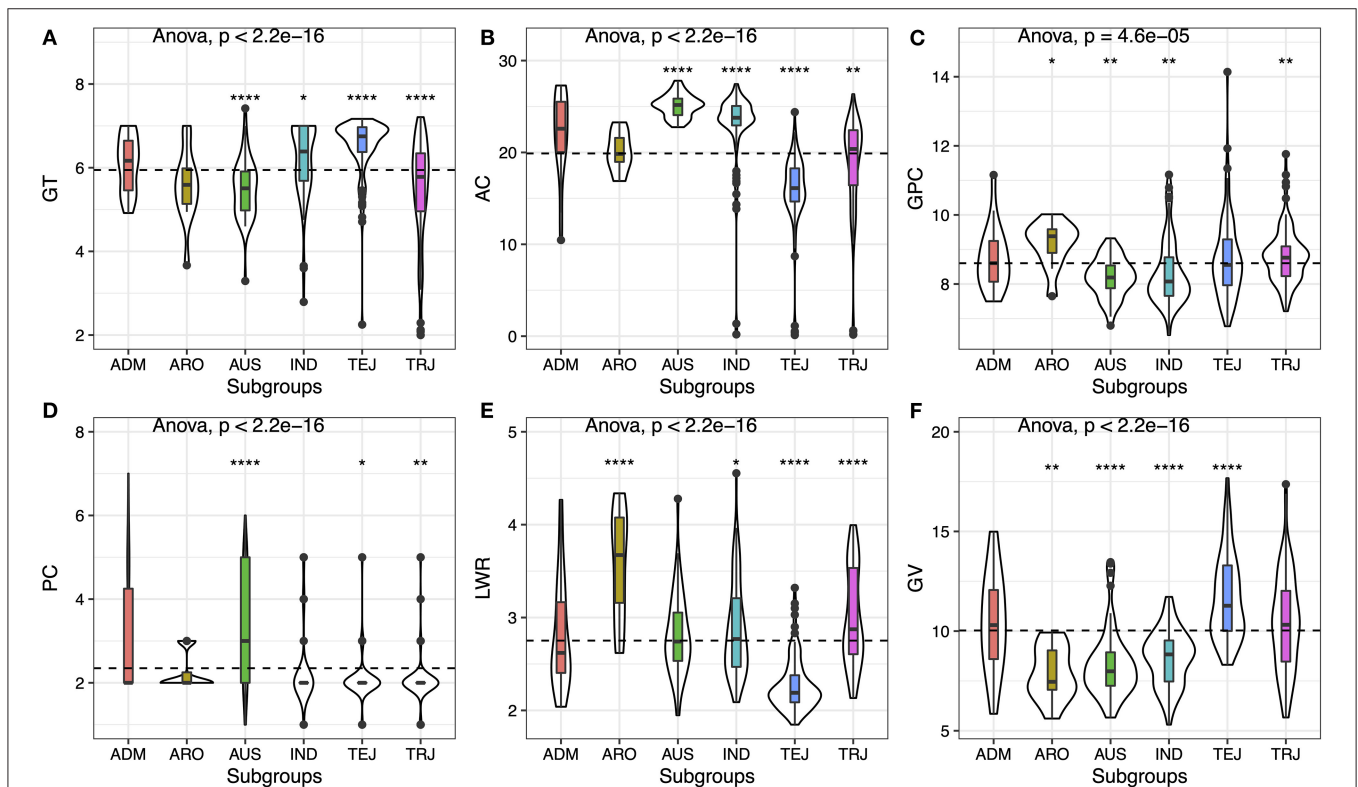 A
Anova, p < 2.2e−16
**** * **** ****
GT
8
6
4
2
ADM ARO AUS IND TEJ TRJ
Subgroups
B
Anova, p < 2.2e−16
**** **** **** **
AC
30
20
10
0
ADM ARO AUS IND TEJ TRJ
Subgroups
C
Anova, p = 4.6e−05
* ** ** **
GPC
14
12
10
8
ADM ARO AUS IND TEJ TRJ
Subgroups
D
Anova, p < 2.2e−16
**** * **
PC
8
6
4
2
ADM ARO AUS IND TEJ TRJ
Subgroups
E
Anova, p < 2.2e−16
**** * **** ****
LWR
5
4
3
2
ADM ARO AUS IND TEJ TRJ
Subgroups
F
Anova, p < 2.2e−16
** **** **** ****
GV
20
15
10
5
ADM ARO AUS IND TEJ TRJ
Subgroups